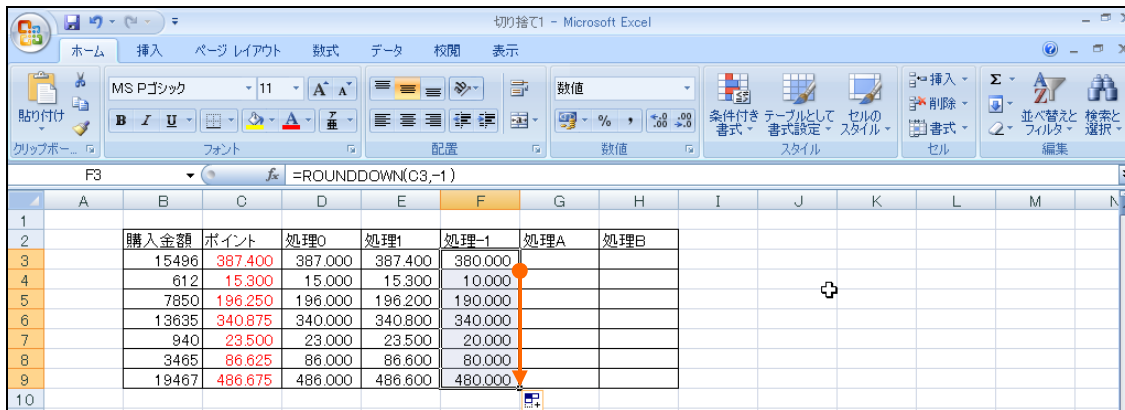 切り捨て1 - Microsoft Excel
ホーム 挿入 ページ レイアウト 数式 データ 校閲 表示
MS Pゴシック 11 A A 数値
貼り付け B I U A 亜 % , .0 .00 .00 .0 条件付き書式 テーブルとして書式設定 セルのスタイル 挿入 削除 書式 Σ 並べ替えとフィルタ 検索と選択
クリップボー... フォント 配置 数値 スタイル セル 編集
F3 fx =ROUNDDOWN(C3,-1)
A B C D E F G H I J K L M N
1
2 購入金額 ポイント 処理0 処理1 処理-1 処理A 処理B
3 15496 387.400 387.000 387.400 380.000
4 612 15.300 15.000 15.300 10.000
5 7850 196.250 196.000 196.200 190.000
6 13635 340.875 340.000 340.800 340.000
7 940 23.500 23.000 23.500 20.000
8 3465 86.625 86.000 86.600 80.000
9 19467 486.675 486.000 486.600 480.000
10